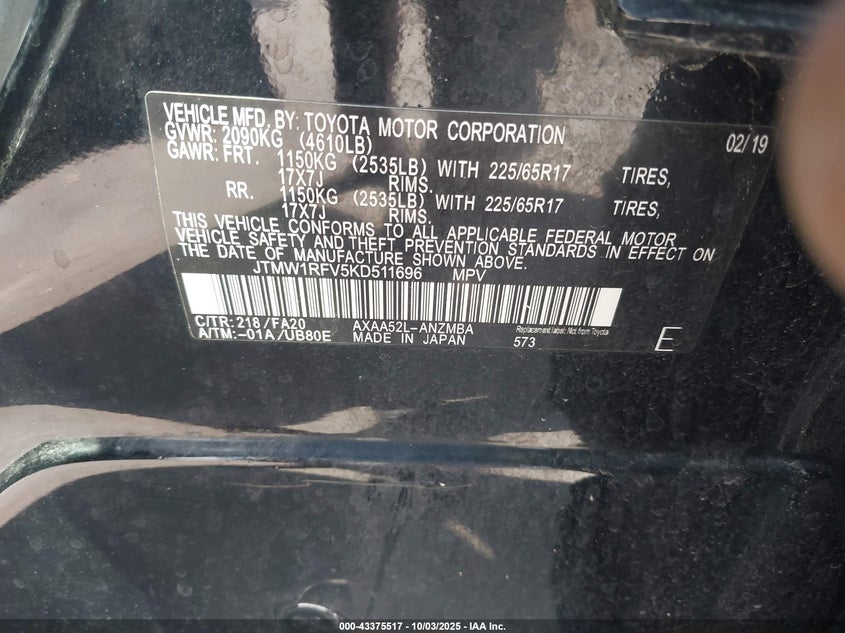 VEHICLE MFD. BY: TOYOTA MOTOR CORPORATION 02/19
GVWR: 2090KG (4610LB)
GAWR: FRT. 1150KG (2535LB) WITH 225/65R17 TIRES,
17X7J RIMS.
RR. 1150KG (2535LB) WITH 225/65R17 TIRES,
17X7J RIMS.
THIS VEHICLE CONFORMS TO ALL APPLICABLE FEDERAL MOTOR
VEHICLE SAFETY AND THEFT PREVENTION STANDARDS IN EFFECT ON
THE DATE OF MANUFACTURE SHOWN ABOVE.
JTMW1RFV5KD511696 MPV
C/TR: 218 /FA20 AXAA52L-ANZMBA Replacement label: Not from Toyota
A/TM: -01A /UB80E MADE IN JAPAN 573 E
000-43375517 - 10/03/2025 - IAA Inc.